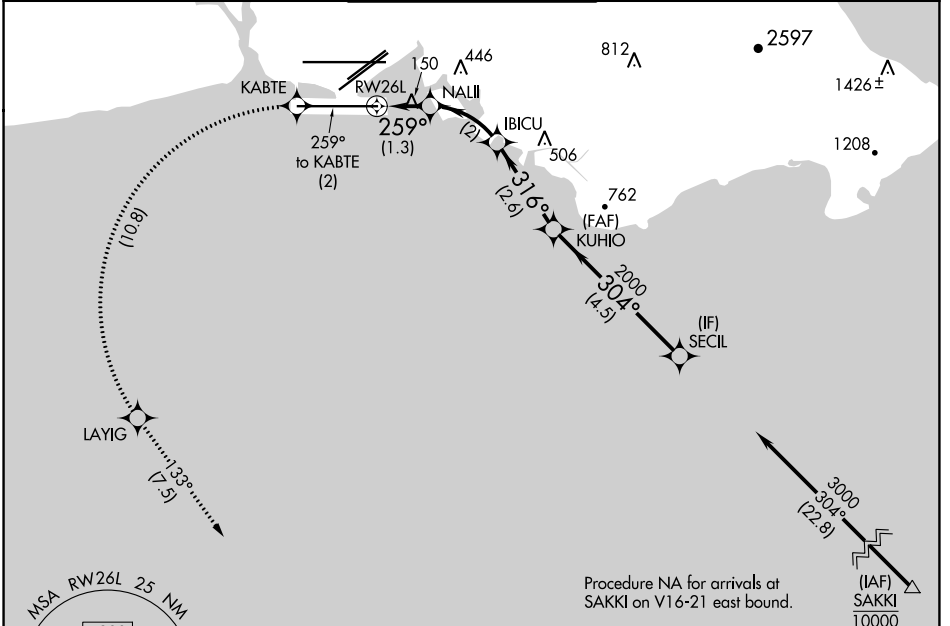 2597
812
446
1426±
150
KABTE
RW26L
NALII
259°
(1.3)
(2)
IBICU
259°
to KABTE
(2)
506
1208
316°
(2.6)
762
(FAF)
KUHIO
(10.8)
2000
304°
(4.5)
(IF)
SECIL
LAYIG
133°
(7.5)
3000
304°
(22.8)
MSA RW26L 25 NM
Procedure NA for arrivals at
SAKKI on V16-21 east bound.
(IAF)
SAKKI
10000